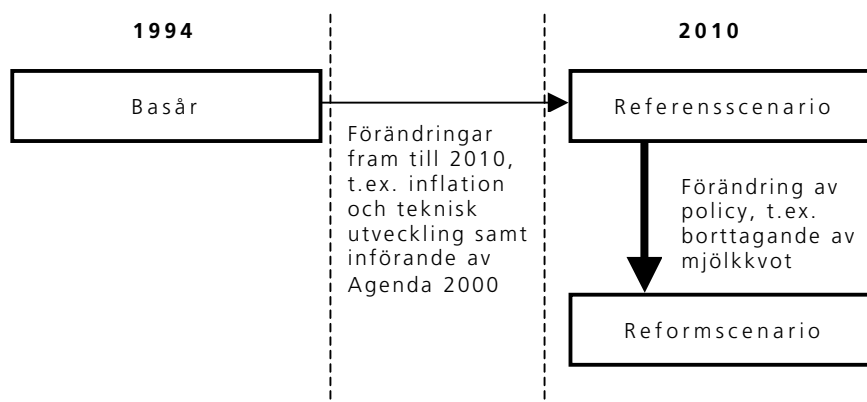 1994
2010
Basår
Referensscenario
Förändringar
fram till 2010,
t.ex. inflation
och teknisk
utveckling samt
införande av
Agenda 2000
Förändring av
policy, t.ex.
borttagande av
mjölkkvot
Reformscenario